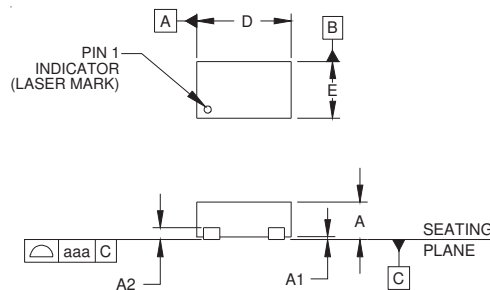 A
D
B
PIN 1
INDICATOR
(LASER MARK)
E
A
SEATING
PLANE
aaa C
A2
A1
C